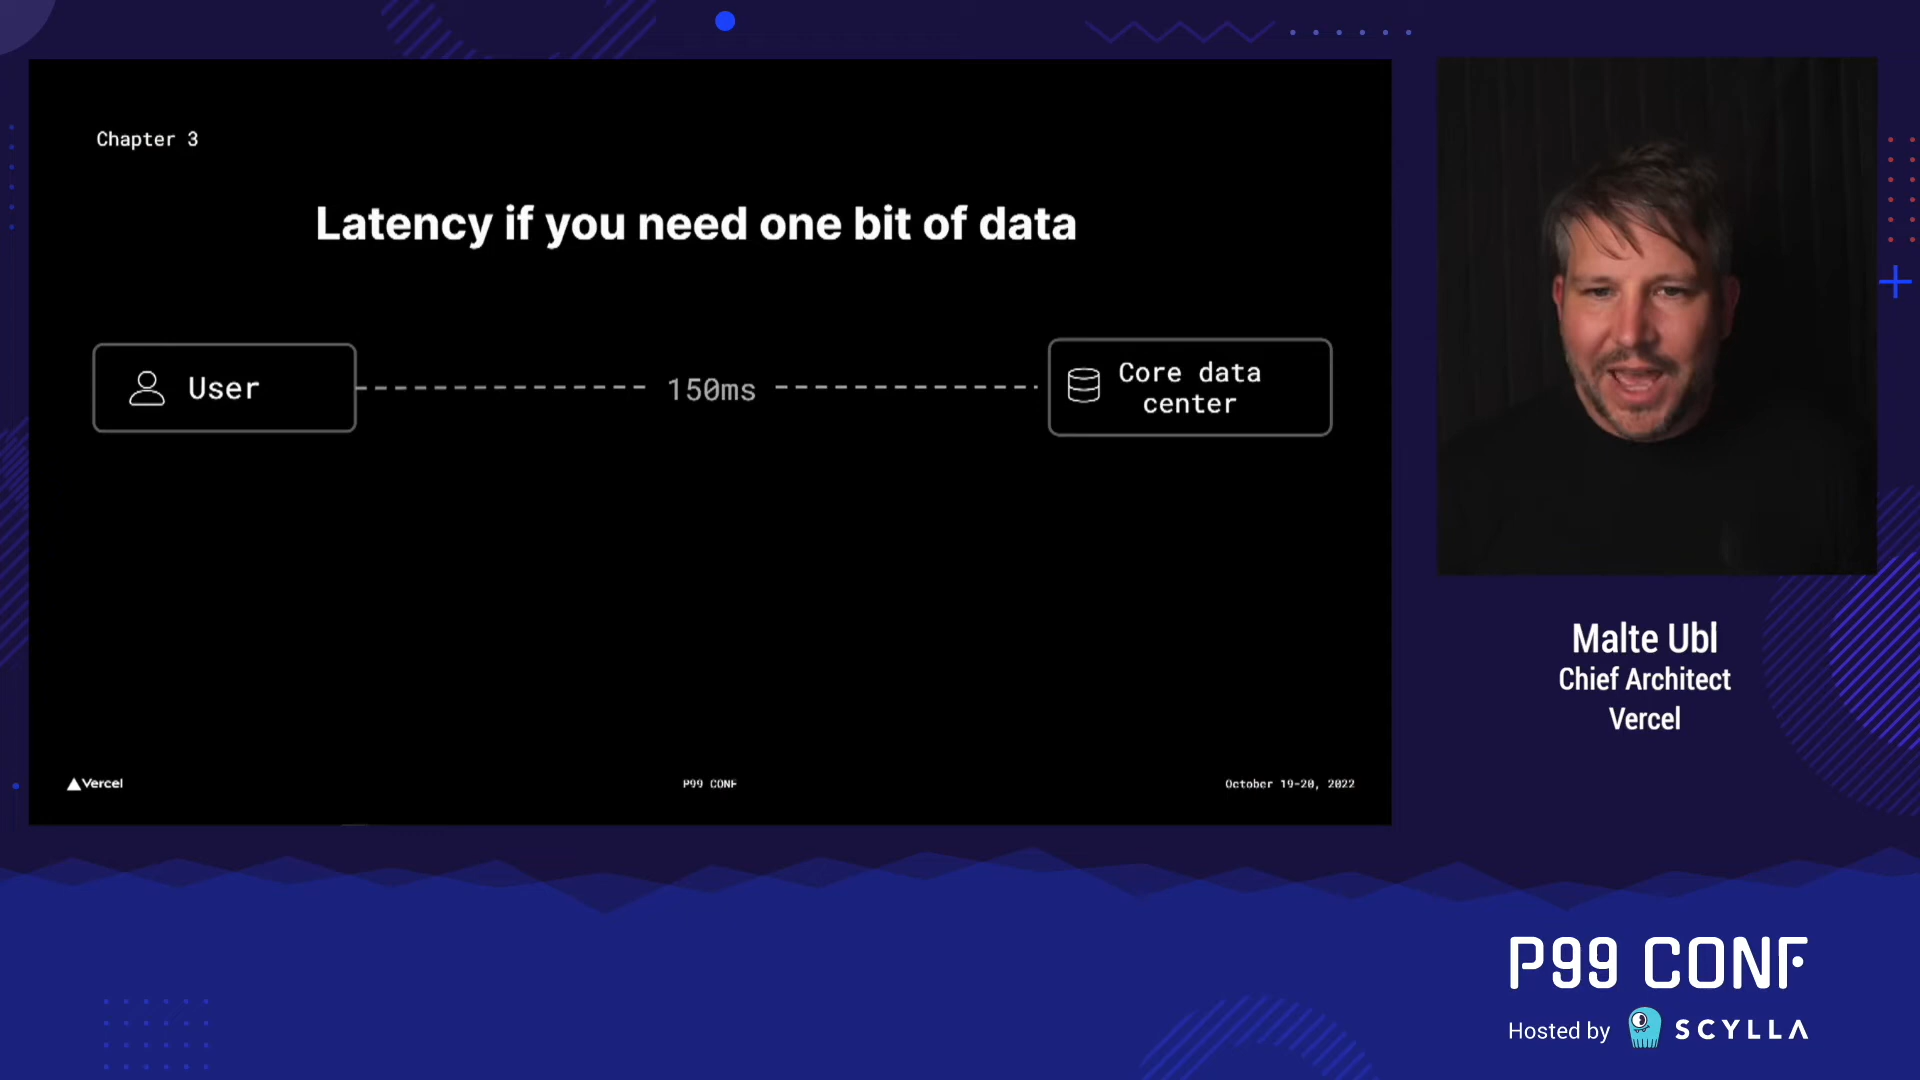 Chapter 3
Latency if you need one bit of data
User
150ms
Core data
center
Vercel
P99 CONF
October 19-20, 2022
Malte Ubl
Chief Architect
Vercel
P99 CONF
Hosted by SCYLLA